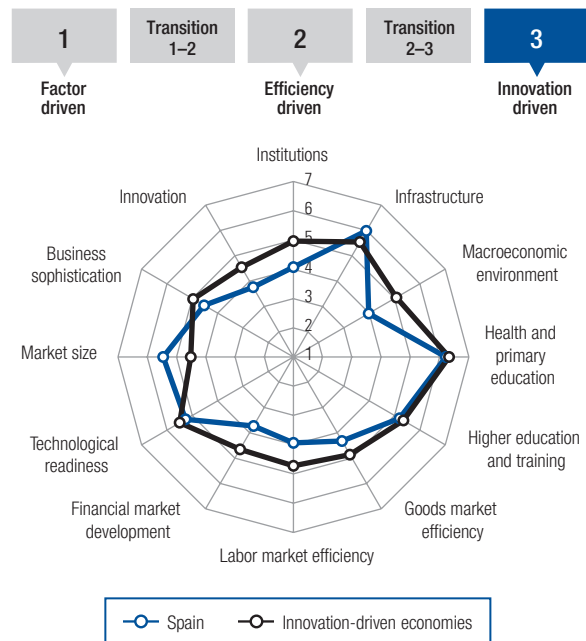 1
Transition
1–2
2
Transition
2–3
3
Factor
driven
Efficiency
driven
Innovation
driven
Institutions
7
6
5
4
3
2
1
Infrastructure
Macroeconomic
environment
Health and
primary
education
Higher education
and training
Goods market
efficiency
Labor market efficiency
Financial market
development
Technological
readiness
Market size
Business
sophistication
Innovation
Spain
Innovation-driven economies